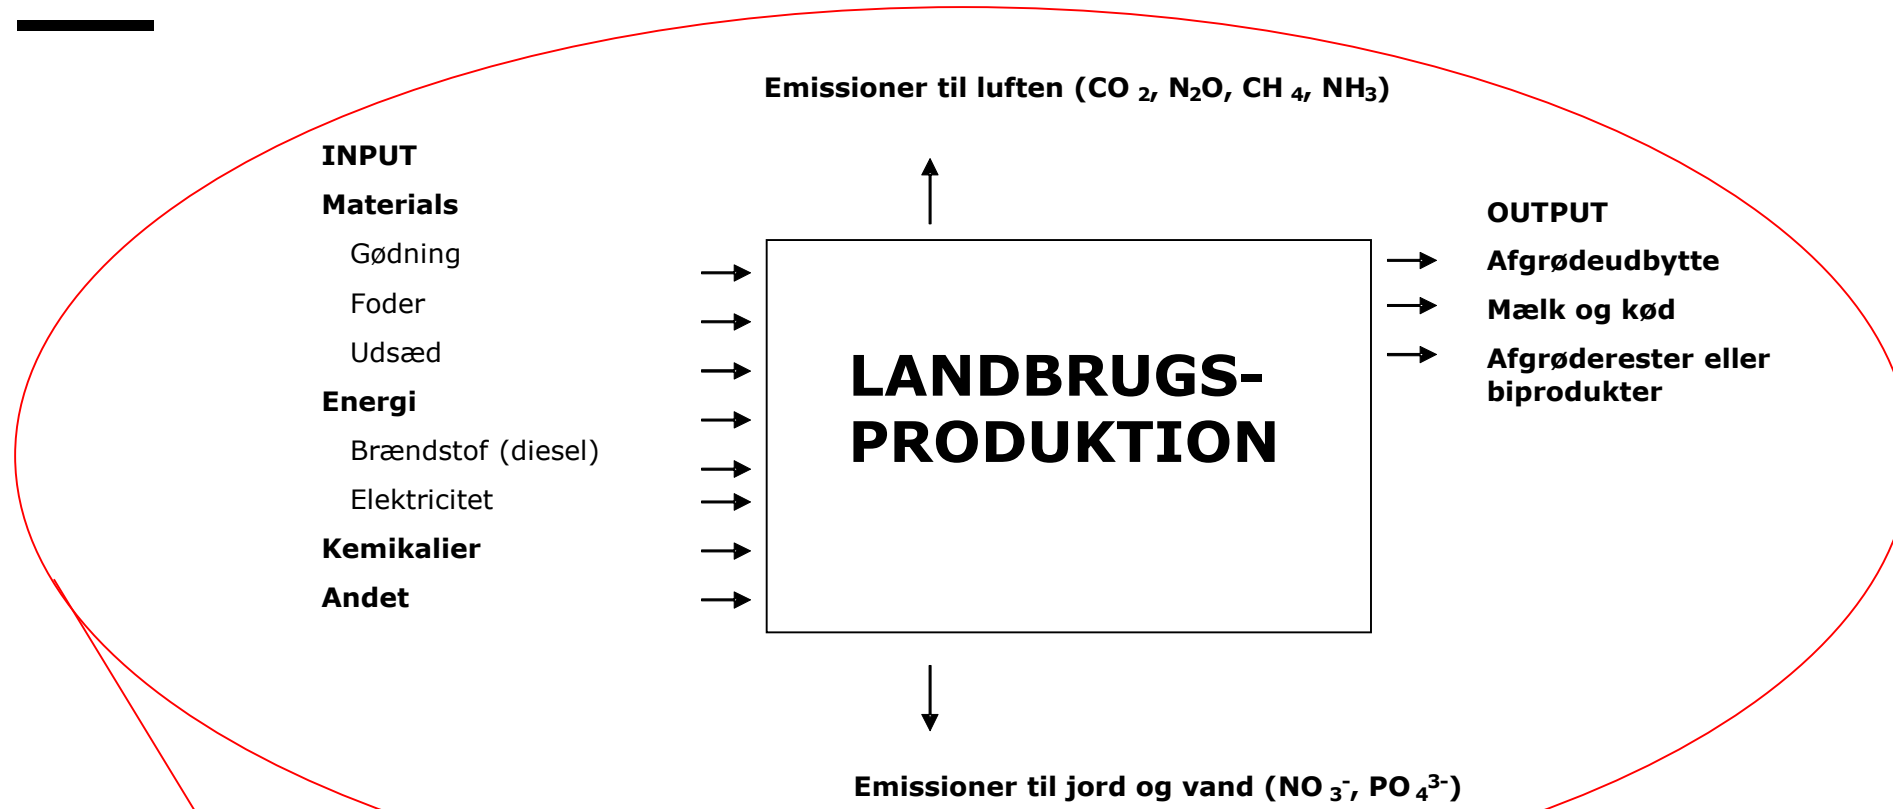 Emissioner til luften (CO 2, N2O, CH 4, NH3)
INPUT
Materials
Gødning
Foder
Udsæd
Energi
Brændstof (diesel)
Elektricitet
Kemikalier
Andet
LANDBRUGS-
PRODUKTION
OUTPUT
Afgrødeudbytte
Mælk og kød
Afgrøderester eller
biprodukter
Emissioner til jord og vand (NO 3-, PO 43-)